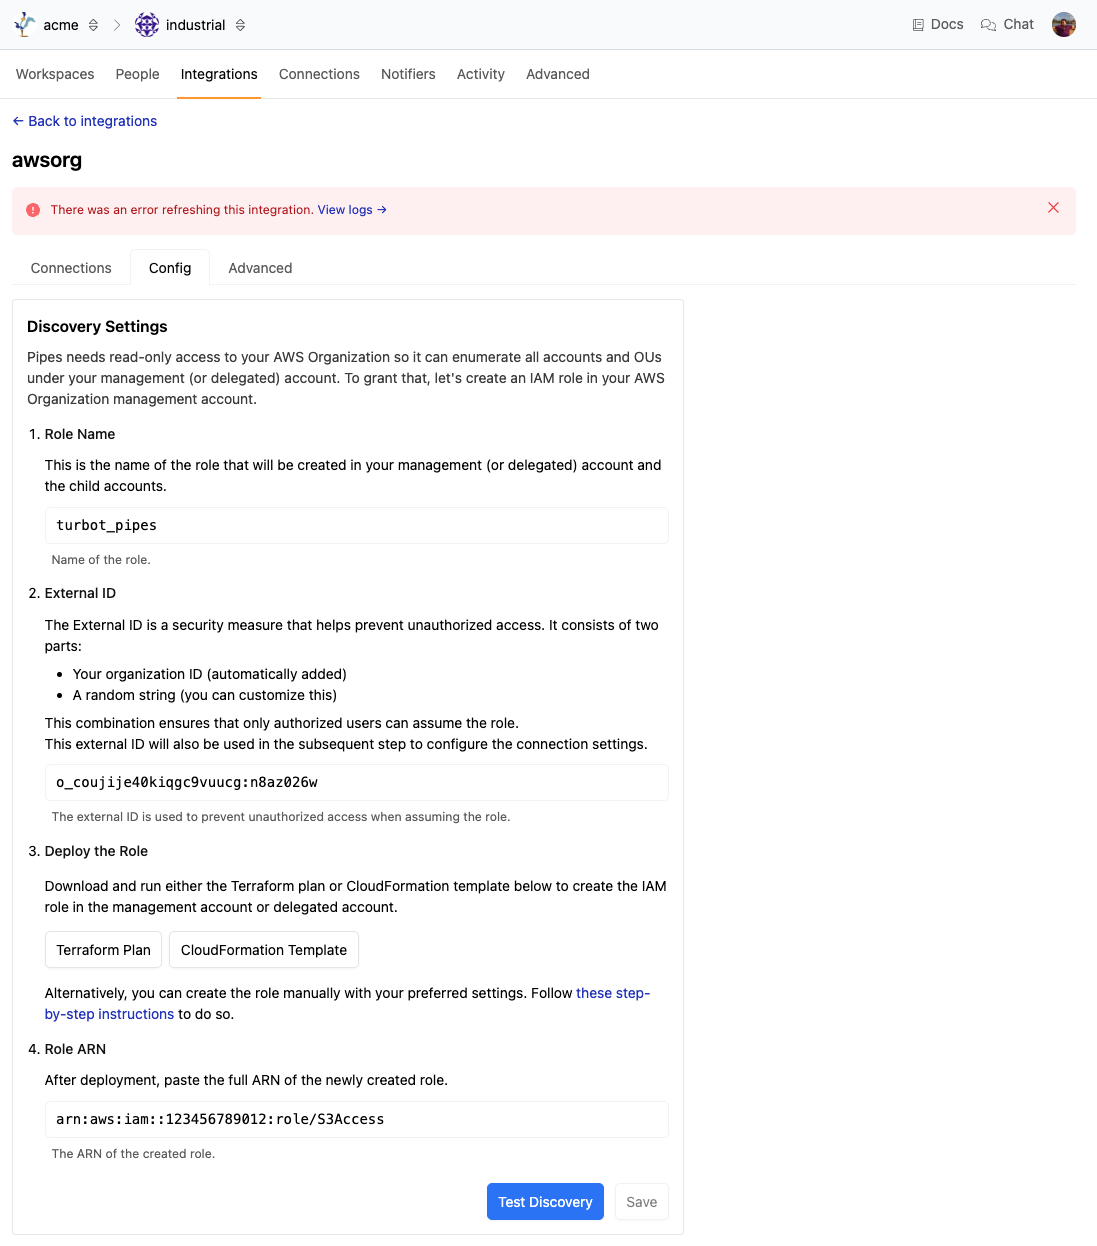 acme
industrial
Docs
Chat
Workspaces
People
Integrations
Connections
Notifiers
Activity
Advanced
← Back to integrations
awsorg
There was an error refreshing this integration. View logs →
Connections
Config
Advanced
Discovery Settings
Pipes needs read-only access to your AWS Organization so it can enumerate all accounts and OUs
under your management (or delegated) account. To grant that, let's create an IAM role in your AWS
Organization management account.
1. Role Name
This is the name of the role that will be created in your management (or delegated) account and
the child accounts.
turbot_pipes
Name of the role.
2. External ID
The External ID is a security measure that helps prevent unauthorized access. It consists of two
parts:
• Your organization ID (automatically added)
• A random string (you can customize this)
This combination ensures that only authorized users can assume the role.
This external ID will also be used in the subsequent step to configure the connection settings.
o_coujije40kiqgc9vuucg:n8az026w
The external ID is used to prevent unauthorized access when assuming the role.
3. Deploy the Role
Download and run either the Terraform plan or CloudFormation template below to create the IAM
role in the management account or delegated account.
Terraform Plan
CloudFormation Template
Alternatively, you can create the role manually with your preferred settings. Follow these step-
by-step instructions to do so.
4. Role ARN
After deployment, paste the full ARN of the newly created role.
arn:aws:iam::123456789012:role/S3Access
The ARN of the created role.
Test Discovery
Save